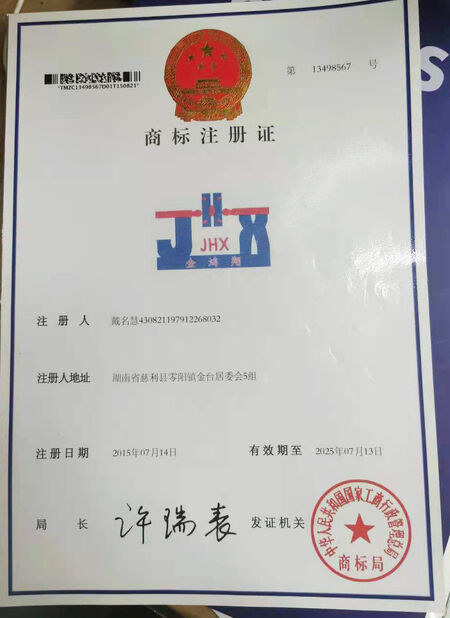 第 13498567 号
*TMZC13498567D01T150821*
商标注册证
JHX
JHX
金鸿翔
注册人 戴名慧430821197912268032
注册人地址 湖南省慈利县零阳镇金台居委会5组
注册日期 2015年07月14日 有效期至 2025年07月13日
局长 许瑞表 发证机关
中华人民共和国国家工商行政管理总局
商标局
S